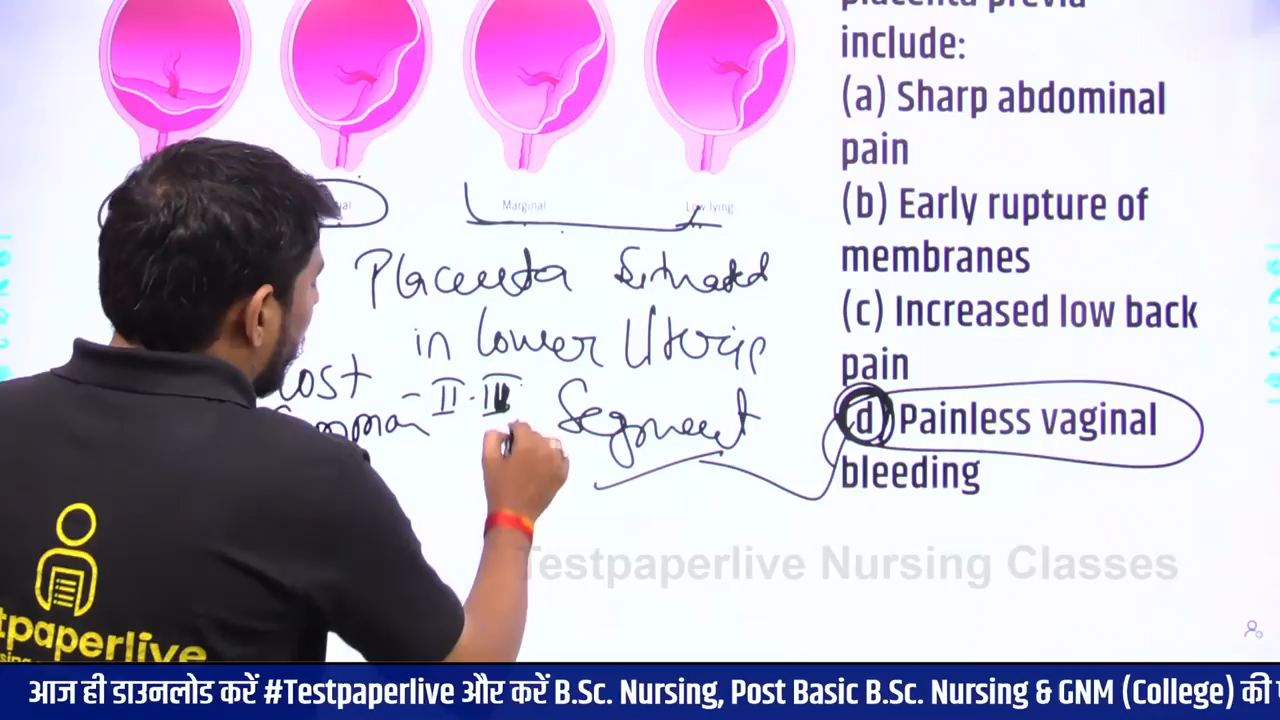 placenta previa
include:
(a) Sharp abdominal
pain
(b) Early rupture of
membranes
(c) Increased low back
pain
(d) Painless vaginal
bleeding
Marginal
Low lying
Placenta Situated
in lower Uterine
Segment
common - II
Testpaperlive Nursing Classes
tpaperlive
आज ही डाउनलोड करें #Testpaperlive और करें B.Sc. Nursing, Post Basic B.Sc. Nursing & GNM (College) की